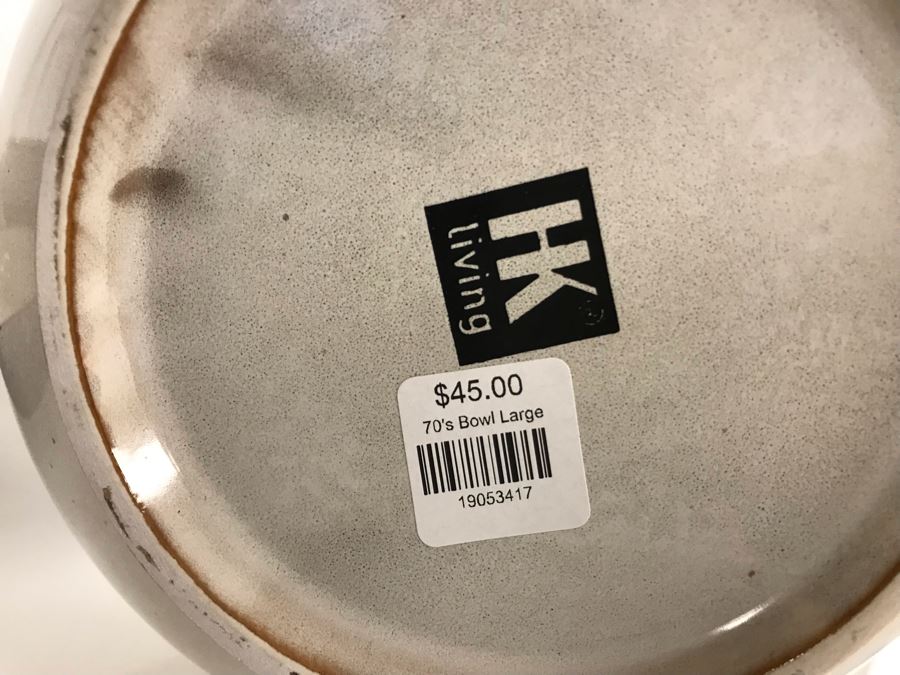 HK®
living
$45.00
70's Bowl Large
19053417